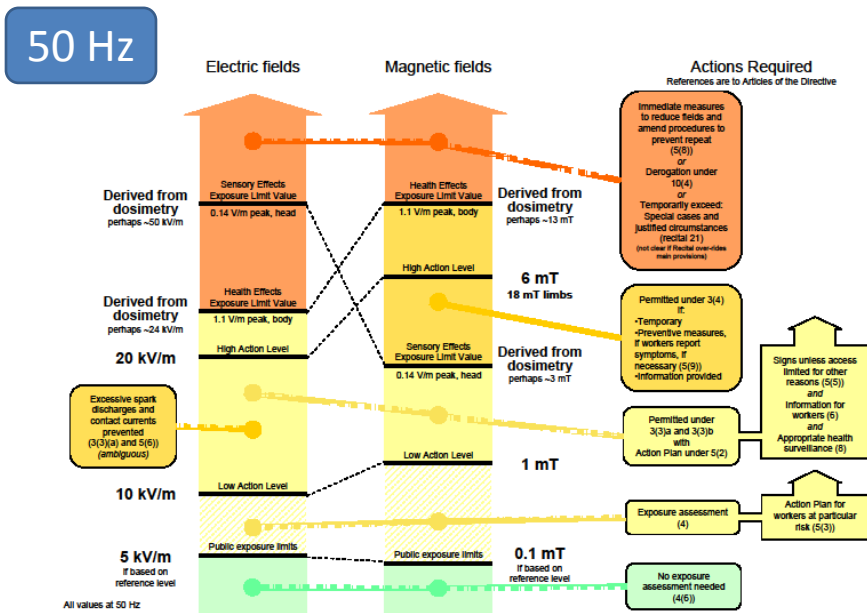 50 Hz
Electric fields
Magnetic fields
Actions Required
References are to Articles of the Directive
Immediate measures
to reduce fields and
amend procedures to
prevent repeat
(5(8))
or
Derogation under
10(4)
or
Temporarily exceed:
Special cases and
justified circumstances
(recital 21)
(not clear if Recital over-rides
main provisions)
Derived from
dosimetry
perhaps ~50 kV/m
Sensory Effects
Exposure Limit Value
0.14 V/m peak, head
Health Effects
Exposure Limit Value
1.1 V/m peak, body
Derived from
dosimetry
perhaps ~13 mT
High Action Level
6 mT
18 mT limbs
Derived from
dosimetry
perhaps ~24 kV/m
Health Effects
Exposure Limit Value
1.1 V/m peak, body
20 kV/m
High Action Level
Sensory Effects
Exposure Limit Value
0.14 V/m peak, head
Derived from
dosimetry
perhaps ~3 mT
Permitted under 3(4)
if:
•Temporary
•Preventive measures,
if workers report
symptoms, if
necessary (5(9))
•Information provided
Signs unless access
limited for other
reasons (5(5))
and
Information for
workers (6)
and
Appropriate health
surveillance (8)
Excessive spark
discharges and
contact currents
prevented
(3(3)(a) and 5(6))
(ambiguous)
Permitted under
3(3)a and 3(3)b
with
Action Plan under 5(2)
10 kV/m
Low Action Level
Low Action Level
1 mT
Exposure assessment
(4)
Action Plan for
workers at particular
risk (5(3))
5 kV/m
If based on
reference level
Public exposure limits
Public exposure limits
0.1 mT
If based on
reference level
No exposure
assessment needed
(4(6))
All values at 50 Hz